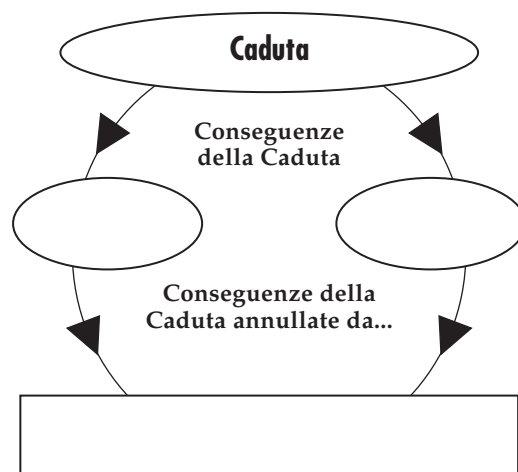 Caduta
Conseguenze
della Caduta
Conseguenze della
Caduta annullate da...